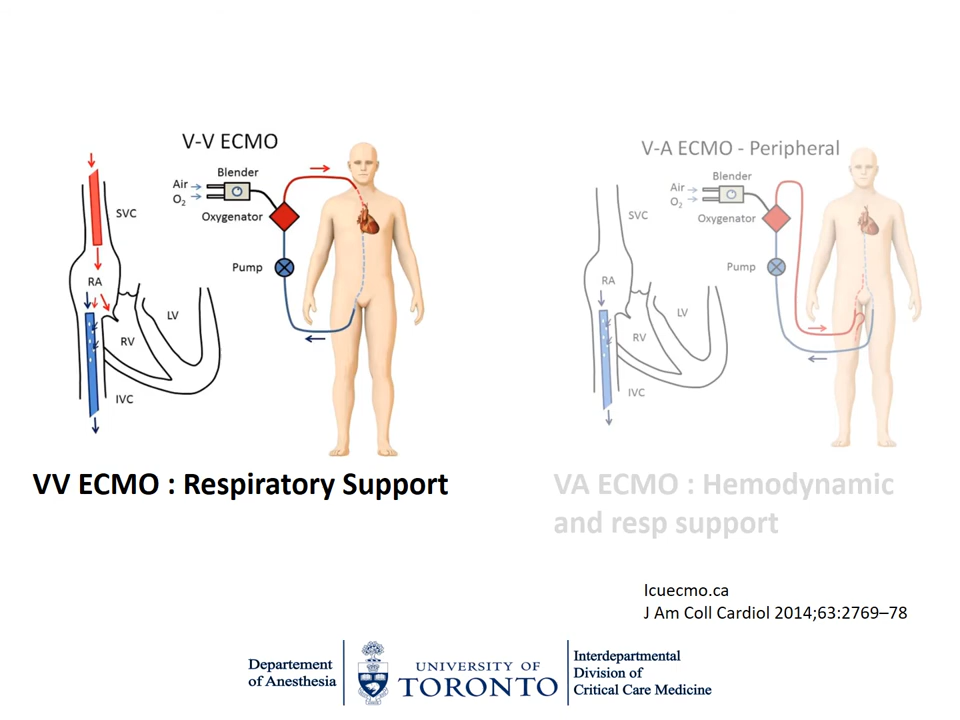 V-V ECMO
Blender
Air
O2
Oxygenator
SVC
Pump
RA
LV
RV
IVC
VV ECMO : Respiratory Support
V-A ECMO - Peripheral
Blender
Air
O2
Oxygenator
SVC
Pump
RA
LV
RV
IVC
VA ECMO : Hemodynamic
and resp support
Icuecmo.ca
J Am Coll Cardiol 2014;63:2769–78
Departement
of Anesthesia
UNIVERSITY OF
TORONTO
Interdepartmental
Division of
Critical Care Medicine